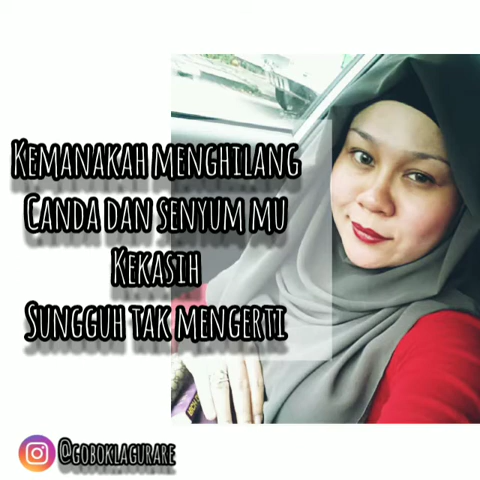 KEMANAKAH MENGHILANG
CANDA DAN SENYUM MU
KEKASIH
SUNGGUH TAK MENGERTI
@GOBOKLAGURARE